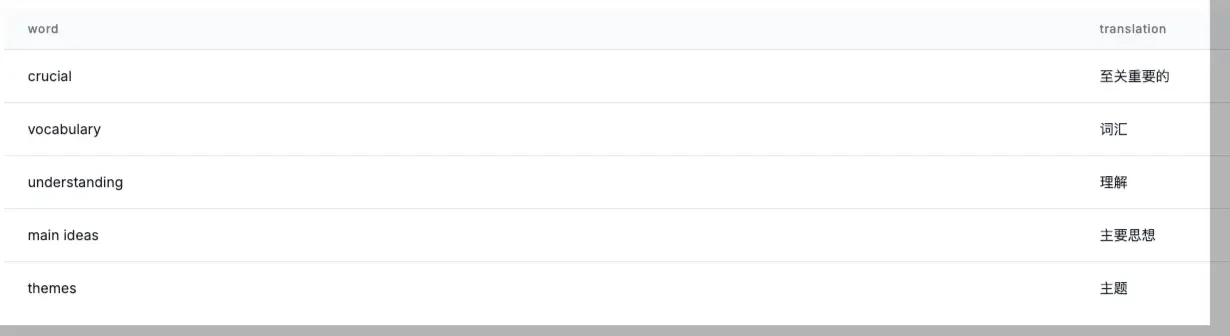 word translation
crucial 至关重要的
vocabulary 词汇
understanding 理解
main ideas 主要思想
themes 主题